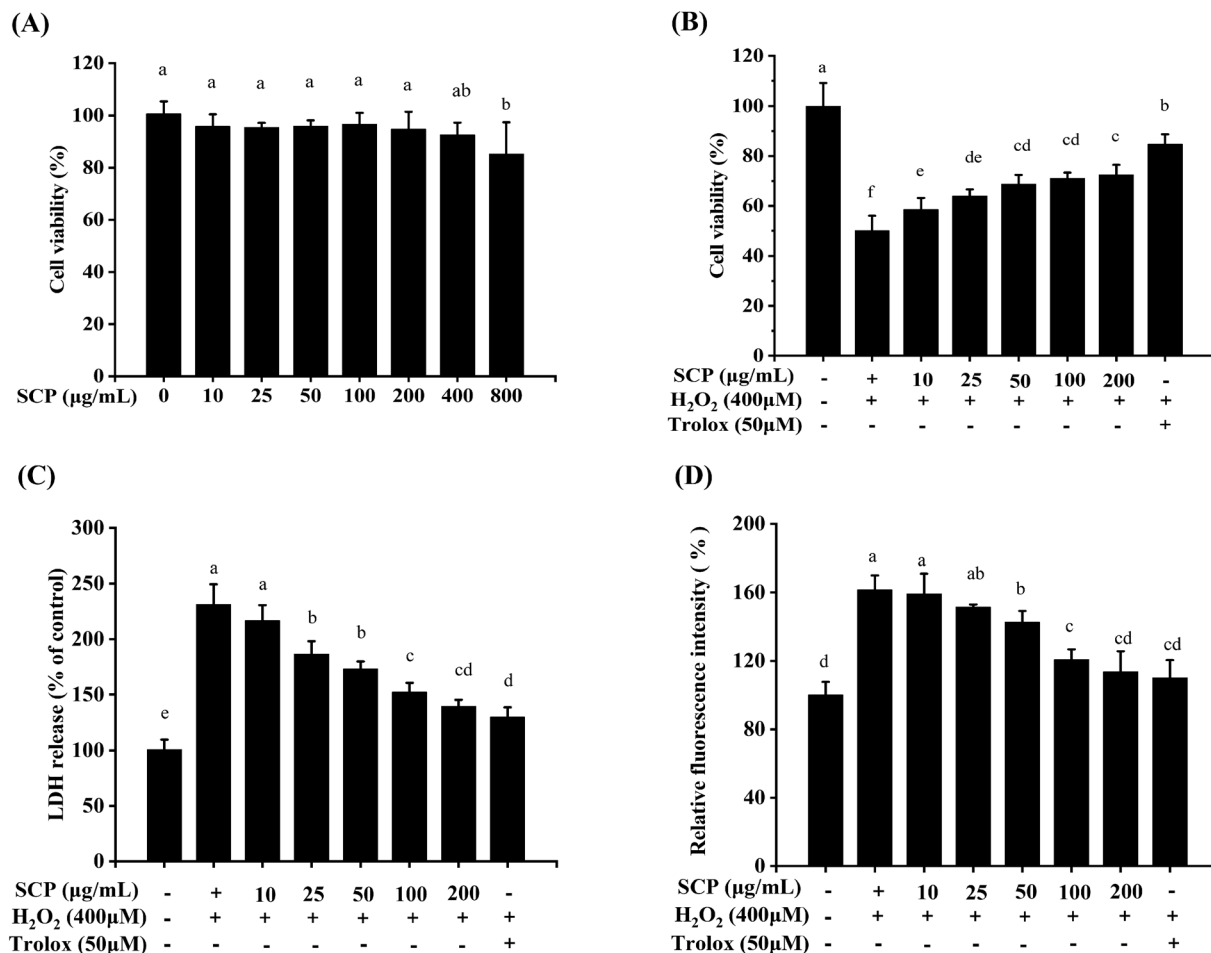 (A)
120
100
80
60
40
20
0
Cell viability (%)
a a a a a a ab b
SCP (μg/mL) 0 10 25 50 100 200 400 800
(B)
120
100
80
60
40
20
0
Cell viability (%)
a f e de cd cd c b
SCP (μg/mL) - + 10 25 50 100 200 -
H₂O₂ (400μM) - + + + + + + +
Trolox (50μM) - - - - - - - +
(C)
300
250
200
150
100
50
0
LDH release (% of control)
e a a b b c cd d
SCP (μg/mL) - + 10 25 50 100 200 -
H₂O₂ (400μM) - + + + + + + +
Trolox (50μM) - - - - - - - +
(D)
200
160
120
80
40
0
Relative fluorescence intensity ( % )
d a a ab b c cd cd
SCP (μg/mL) - + 10 25 50 100 200 -
H₂O₂ (400μM) - + + + + + + +
Trolox (50μM) - - - - - - - +